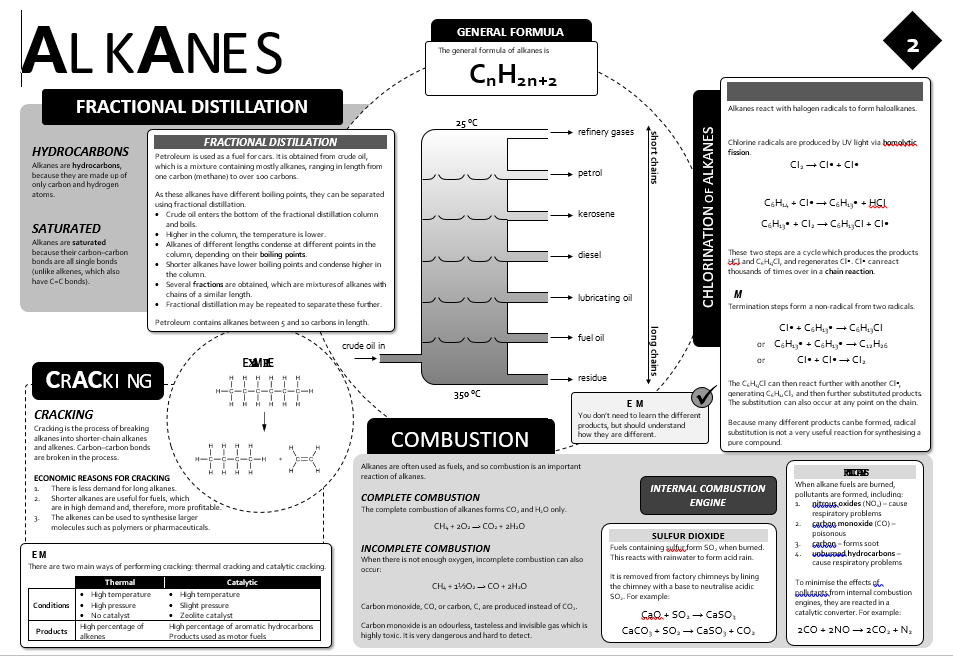 ALKANES
2
GENERAL FORMULA
The general formula of alkanes is
CₙH₂ₙ₊₂
FRACTIONAL DISTILLATION
HYDROCARBONS
Alkanes are hydrocarbons,
because they are made up of
only carbon and hydrogen
atoms.
SATURATED
Alkanes are saturated
because their carbon–carbon
bonds are all single bonds
(unlike alkenes, which also
have C=C bonds).
FRACTIONAL DISTILLATION
Petroleum is used as a fuel for cars. It is obtained from crude oil,
which is a mixture containing mostly alkanes, ranging in length from
one carbon (methane) to over 100 carbons.
As these alkanes have different boiling points, they can be separated
using fractional distillation.
• Crude oil enters the bottom of the fractional distillation column
and boils.
• Higher in the column, the temperature is lower.
• Alkanes of different lengths condense at different points in the
column, depending on their boiling points.
• Shorter alkanes have lower boiling points and condense higher in
the column.
• Several fractions are obtained, which are mixtures of alkanes with
chains of a similar length.
• Fractional distillation may be repeated to separate these further.
Petroleum contains alkanes between 5 and 10 carbons in length.
25 ºC
refinery gases
petrol
kerosene
diesel
lubricating oil
fuel oil
residue
crude oil in
350 ºC
short chains
long chains
E M
You don't need to learn the different
products, but should understand
how they are different.
CHLORINATION OF ALKANES
Alkanes react with halogen radicals to form haloalkanes.
Chlorine radicals are produced by UV light via homolytic
fission.
Cl₂ → Cl• + Cl•
C₆H₁₄ + Cl• → C₆H₁₃• + HCl
C₆H₁₃• + Cl₂ → C₆H₁₃Cl + Cl•
These two steps are a cycle which produces the products
HCl and C₆H₁₃Cl, and regenerates Cl•. Cl• can react
thousands of times over in a chain reaction.
M
Termination steps form a non-radical from two radicals.
Cl• + C₆H₁₃• → C₆H₁₃Cl
or C₆H₁₃• + C₆H₁₃• → C₁₂H₂₆
or Cl• + Cl• → Cl₂
The C₆H₁₃Cl can then react further with another Cl•,
generating C₆H₁₂Cl₂ and then further substituted products.
The substitution can also occur at any point on the chain.
Because many different products can be formed, radical
substitution is not a very useful reaction for synthesising a
pure compound.
CRACKING
CRACKING
Cracking is the process of breaking
alkanes into shorter-chain alkanes
and alkenes. Carbon–carbon bonds
are broken in the process.
ECONOMIC REASONS FOR CRACKING
1. There is less demand for long alkanes.
2. Shorter alkanes are useful for fuels, which
are in high demand and, therefore, more profitable.
3. The alkenes can be used to synthesise larger
molecules such as polymers or pharmaceuticals.
E M
There are two main ways of performing cracking: thermal cracking and catalytic cracking.
Thermal Catalytic
Conditions
• High temperature
• High pressure
• No catalyst
• High temperature
• Slight pressure
• Zeolite catalyst
Products
High percentage of
alkenes
High percentage of aromatic hydrocarbons
Products used as motor fuels
COMBUSTION
Alkanes are often used as fuels, and so combustion is an important
reaction of alkanes.
COMPLETE COMBUSTION
The complete combustion of alkanes forms CO₂ and H₂O only.
CH₄ + 2O₂ → CO₂ + 2H₂O
INCOMPLETE COMBUSTION
When there is not enough oxygen, incomplete combustion can also
occur:
CH₄ + 1½O₂ → CO + 2H₂O
Carbon monoxide, CO, or carbon, C, are produced instead of CO₂.
Carbon monoxide is an odourless, tasteless and invisible gas which is
highly toxic. It is very dangerous and hard to detect.
INTERNAL COMBUSTION
ENGINE
SULFUR DIOXIDE
Fuels containing sulfur form SO₂ when burned.
This reacts with rainwater to form acid rain.
It is removed from factory chimneys by lining
the chimney with a base to neutralise acidic
SO₂. For example:
CaO + SO₂ → CaSO₃
CaCO₃ + SO₂ → CaSO₃ + CO₂
When alkane fuels are burned,
pollutants are formed, including:
1. nitrous oxides (NOₓ) – cause
respiratory problems
2. carbon monoxide (CO) –
poisonous
3. carbon – forms soot
4. unburned hydrocarbons –
cause respiratory problems
To minimise the effects of
pollutants from internal combustion
engines, they are reacted in a
catalytic converter. For example:
2CO + 2NO → 2CO₂ + N₂